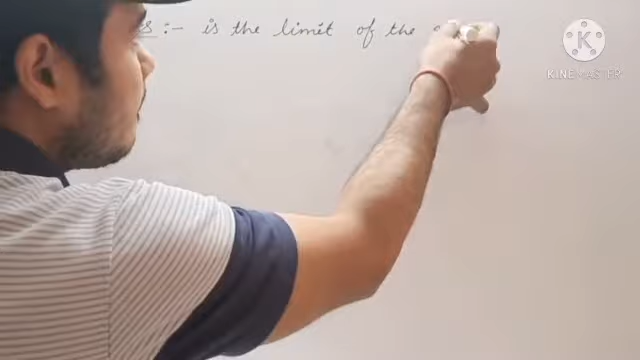 s :- is the limit of the
KINEMASTER